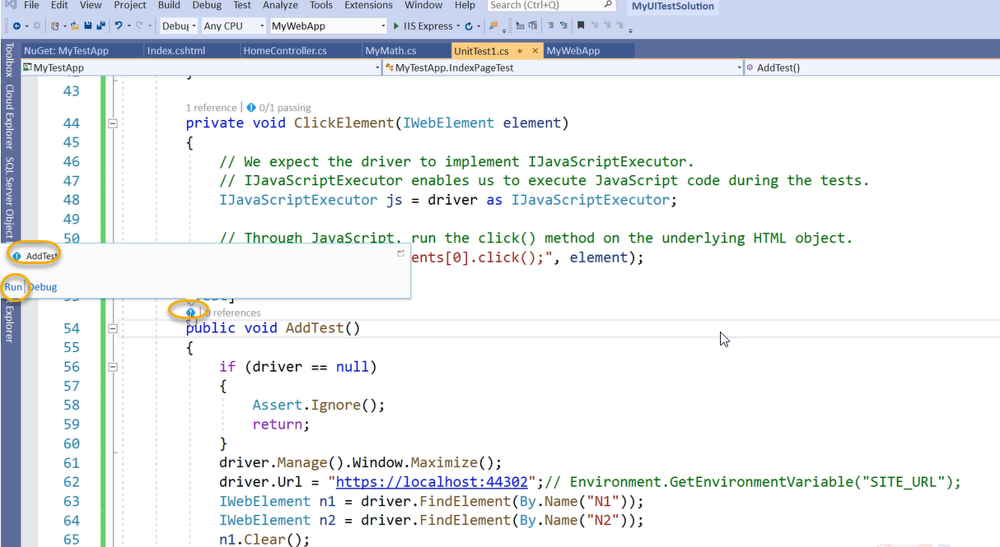 File Edit View Project Build Debug Test Analyze Tools Extensions Window Help Search (Ctrl+Q) MyUITestSolution
Debug Any CPU MyWebApp IIS Express
NuGet: MyTestApp Index.cshtml HomeController.cs MyMath.cs UnitTest1.cs MyWebApp
MyTestApp MyTestApp.IndexPageTest AddTest()
Toolbox
Cloud Explorer
SQL Server Object
Explorer
}
43
1 reference | 0/1 passing
44 private void ClickElement(IWebElement element)
45 {
46 // We expect the driver to implement IJavaScriptExecutor.
47 // IJavaScriptExecutor enables us to execute JavaScript code during the tests.
48 IJavaScriptExecutor js = driver as IJavaScriptExecutor;
49
50 // Through JavaScript, run the click() method on the underlying HTML object.
ents[0].click();", element);
AddTest
Run | Debug
0 references
54 public void AddTest()
55 {
56 if (driver == null)
57 {
58 Assert.Ignore();
59 return;
60 }
61 driver.Manage().Window.Maximize();
62 driver.Url = "https://localhost:44302";// Environment.GetEnvironmentVariable("SITE_URL");
63 IWebElement n1 = driver.FindElement(By.Name("N1"));
64 IWebElement n2 = driver.FindElement(By.Name("N2"));
65 n1.Clear();